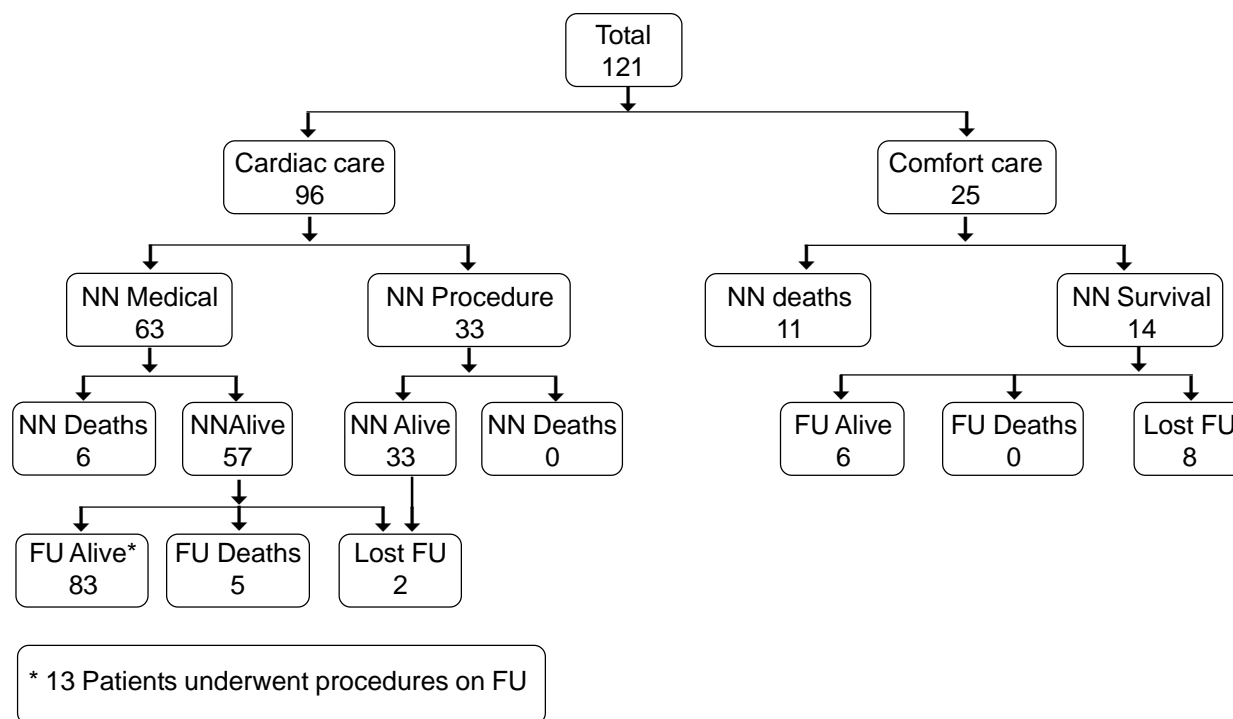 Total
121
Cardiac care
96
Comfort care
25
NN Medical
63
NN Procedure
33
NN deaths
11
NN Survival
14
NN Deaths
6
NNAlive
57
NN Alive
33
NN Deaths
0
FU Alive
6
FU Deaths
0
Lost FU
8
FU Alive*
83
FU Deaths
5
Lost FU
2
* 13 Patients underwent procedures on FU